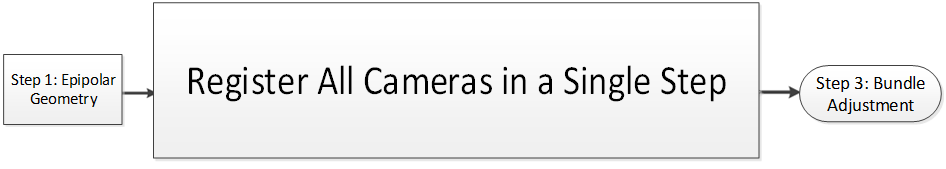 Step 1: Epipolar
Geometry
Register All Cameras in a Single Step
Step 3: Bundle
Adjustment